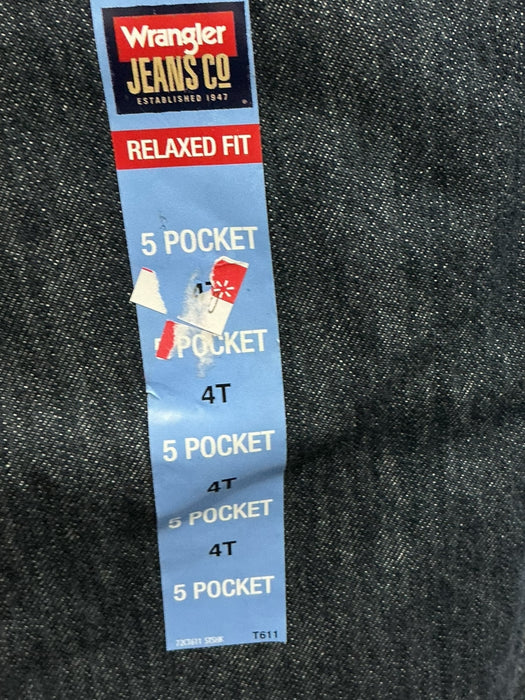 Wrangler
JEANS CO
ESTABLISHED 1947
RELAXED FIT
5 POCKET
4T
POCKET
4T
5 POCKET
4T
5 POCKET
4T
5 POCKET
T611